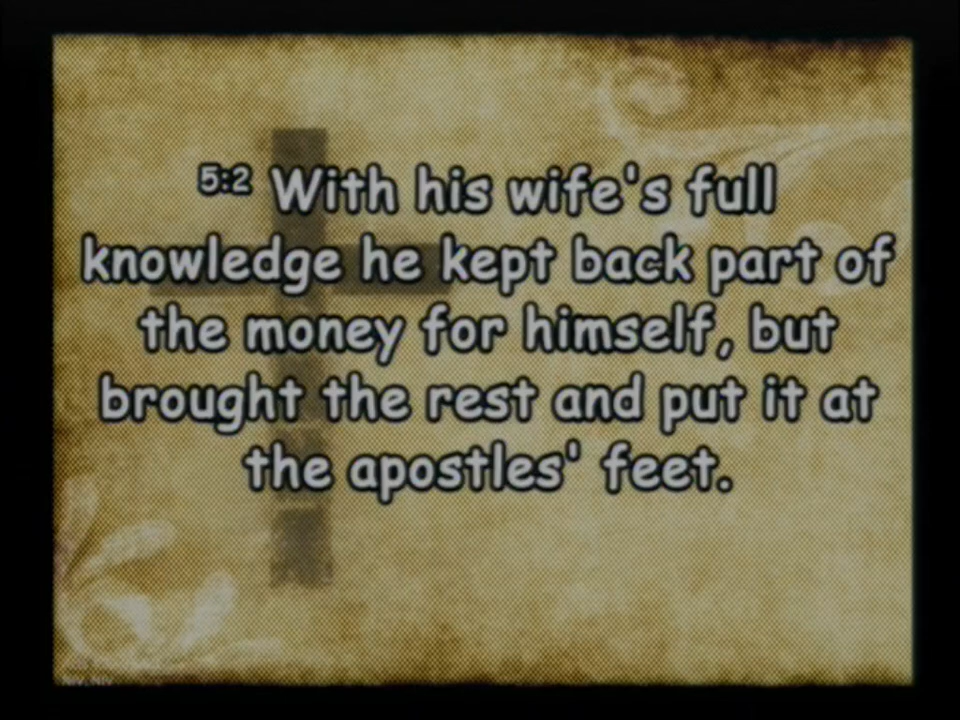 5:2 With his wife's full
knowledge he kept back part of
the money for himself, but
brought the rest and put it at
the apostles' feet.